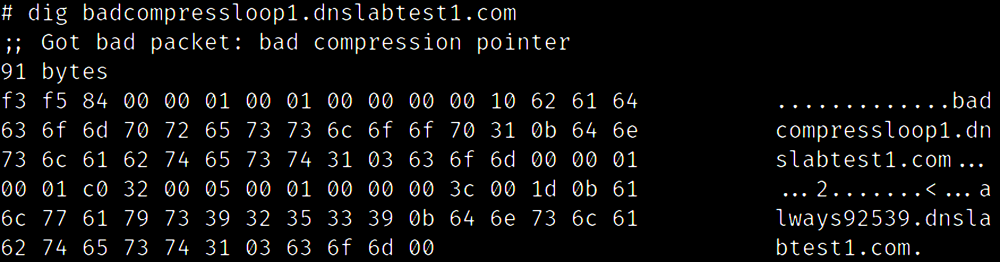 # dig badcompressloop1.dnslabtest1.com
;; Got bad packet: bad compression pointer
91 bytes
f3 f5 84 00 00 01 00 01 00 00 00 00 10 62 61 64 .............bad
63 6f 6d 70 72 65 73 73 6c 6f 6f 70 31 0b 64 6e compressloop1.dn
73 6c 61 62 74 65 73 74 31 03 63 6f 6d 00 00 01 slabtest1.com...
00 01 c0 32 00 05 00 01 00 00 00 3c 00 1d 0b 61 ...2.......<...a
6c 77 61 79 73 39 32 35 33 39 0b 64 6e 73 6c 61 lways92539.dnsla
62 74 65 73 74 31 03 63 6f 6d 00 btest1.com.